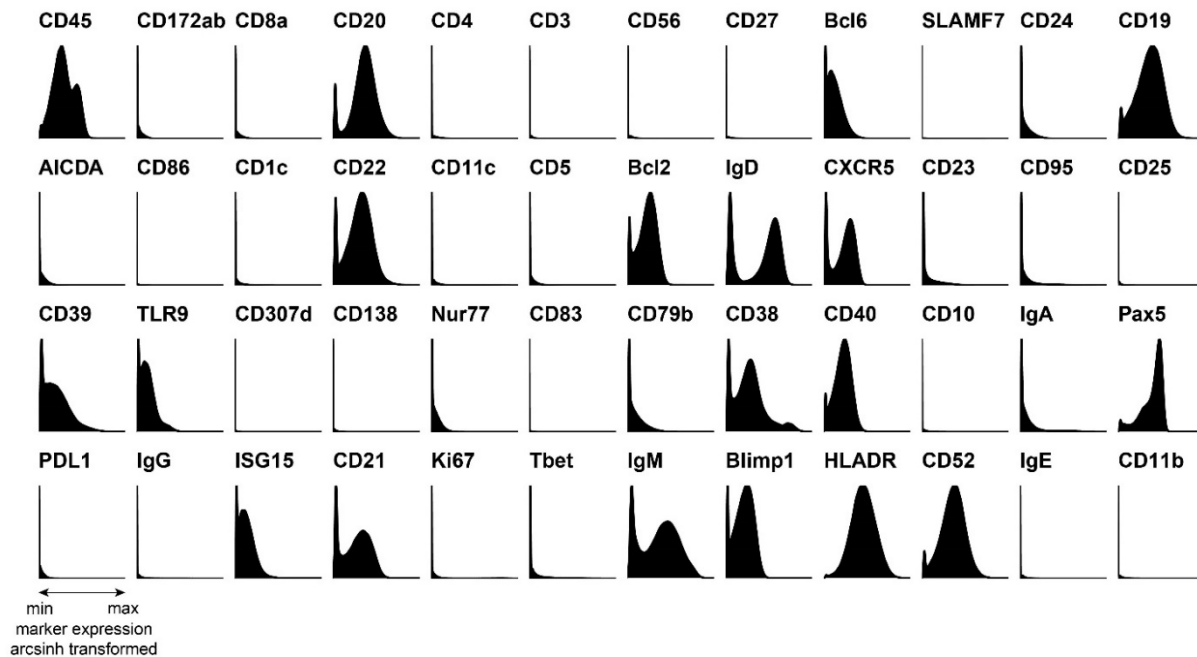 CD45 CD172ab CD8a CD20 CD4 CD3 CD56 CD27 Bcl6 SLAMF7 CD24 CD19
AICDA CD86 CD1c CD22 CD11c CD5 Bcl2 IgD CXCR5 CD23 CD95 CD25
CD39 TLR9 CD307d CD138 Nur77 CD83 CD79b CD38 CD40 CD10 IgA Pax5
PDL1 IgG ISG15 CD21 Ki67 Tbet IgM Blimp1 HLADR CD52 IgE CD11b
min max
marker expression
arcsinh transformed